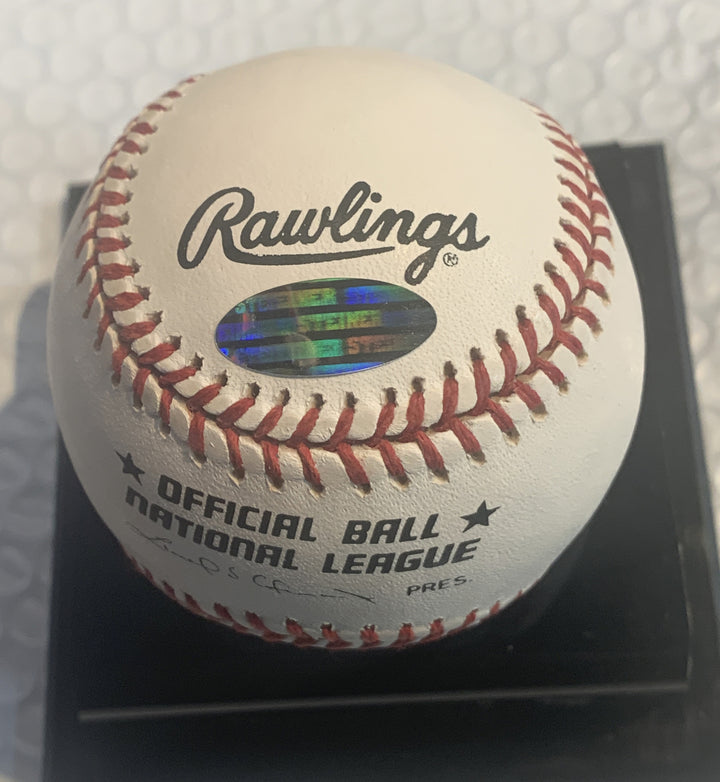 Rawlings
OFFICIAL BALL
NATIONAL LEAGUE
PRES.